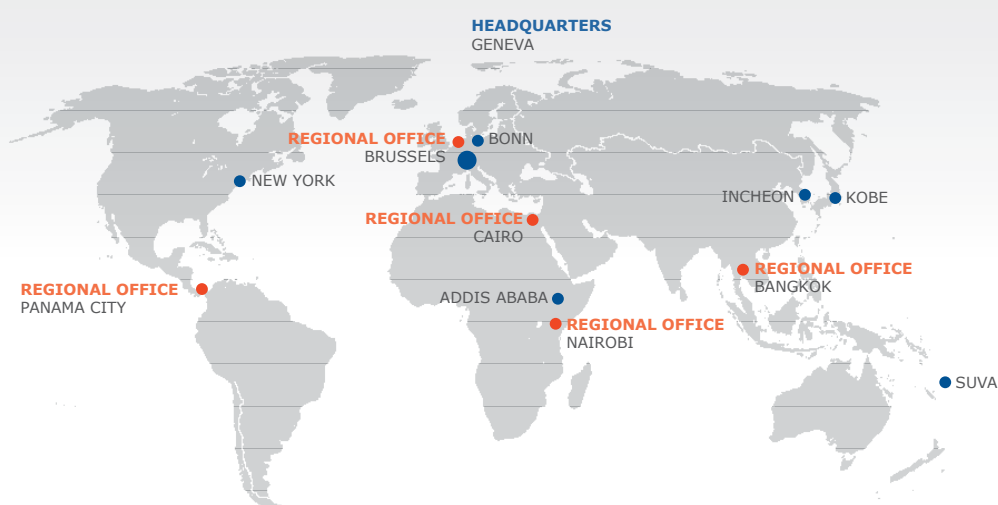 HEADQUARTERS
GENEVA
REGIONAL OFFICE
BRUSSELS
BONN
NEW YORK
INCHEON
KOBE
REGIONAL OFFICE
CAIRO
REGIONAL OFFICE
BANGKOK
REGIONAL OFFICE
PANAMA CITY
ADDIS ABABA
REGIONAL OFFICE
NAIROBI
SUVA